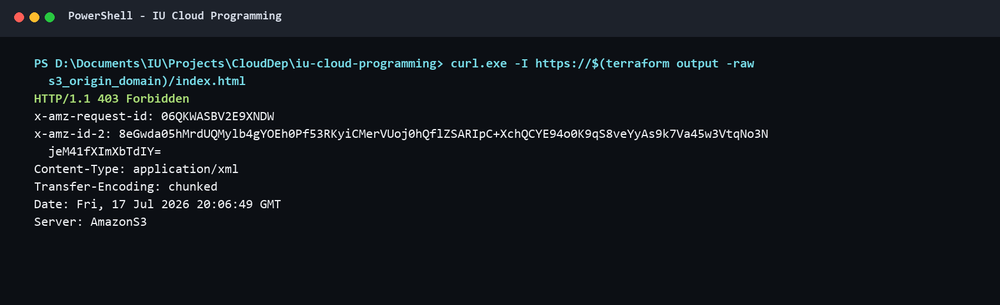 PowerShell - IU Cloud Programming
PS D:\Documents\IU\Projects\CloudDep\iu-cloud-programming> curl.exe -I https://$(terraform output -raw
s3_origin_domain)/index.html
HTTP/1.1 403 Forbidden
x-amz-request-id: 06QKWASBV2E9XNDW
x-amz-id-2: 8eGwda05hMrdUQMylb4gYOEh0Pf53RKyiCMerVUoj0hQflZSARIpC+XchQCYE94o0K9qS8veYyAs9k7Va45w3VtqNo3N
jeM41fXImXbTdIY=
Content-Type: application/xml
Transfer-Encoding: chunked
Date: Fri, 17 Jul 2026 20:06:49 GMT
Server: AmazonS3